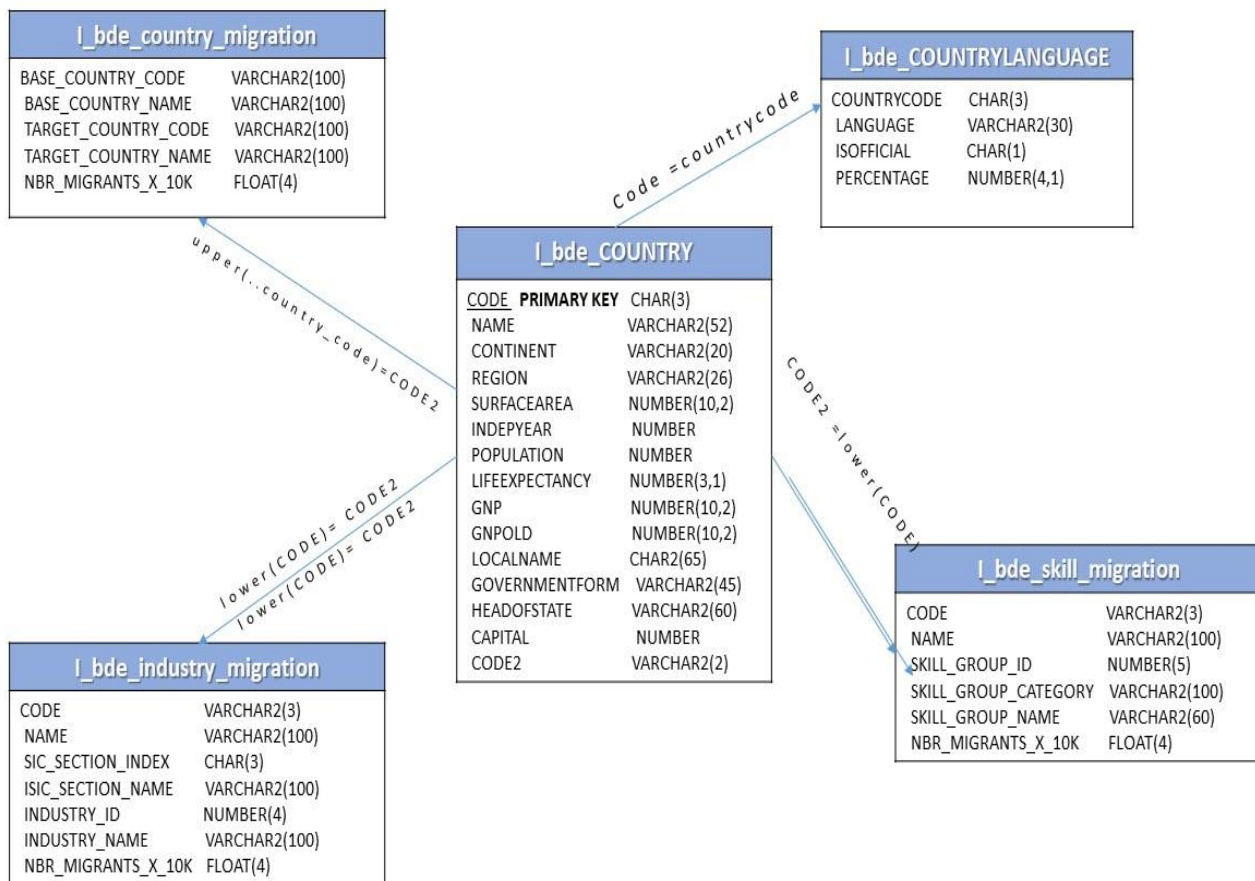 I_bde_country_migration
BASE_COUNTRY_CODE VARCHAR2(100)
BASE_COUNTRY_NAME VARCHAR2(100)
TARGET_COUNTRY_CODE VARCHAR2(100)
TARGET_COUNTRY_NAME VARCHAR2(100)
NBR_MIGRANTS_X_10K FLOAT(4)
I_bde_COUNTRYLANGUAGE
COUNTRYCODE CHAR(3)
LANGUAGE VARCHAR2(30)
ISOFFICIAL CHAR(1)
PERCENTAGE NUMBER(4,1)
Code =countrycode
upper(..country_code)=CODE2
I_bde_COUNTRY
CODE PRIMARY KEY CHAR(3)
NAME VARCHAR2(52)
CONTINENT VARCHAR2(20)
REGION VARCHAR2(26)
SURFACEAREA NUMBER(10,2)
INDEPYEAR NUMBER
POPULATION NUMBER
LIFEEXPECTANCY NUMBER(3,1)
GNP NUMBER(10,2)
GNPOLD NUMBER(10,2)
LOCALNAME CHAR2(65)
GOVERNMENTFORM VARCHAR2(45)
HEADOFSTATE VARCHAR2(60)
CAPITAL NUMBER
CODE2 VARCHAR2(2)
CODE2 =lower(CODE)
lower(CODE)= CODE2
lower(CODE)= CODE2
I_bde_industry_migration
CODE VARCHAR2(3)
NAME VARCHAR2(100)
SIC_SECTION_INDEX CHAR(3)
ISIC_SECTION_NAME VARCHAR2(100)
INDUSTRY_ID NUMBER(4)
INDUSTRY_NAME VARCHAR2(100)
NBR_MIGRANTS_X_10K FLOAT(4)
I_bde_skill_migration
CODE VARCHAR2(3)
NAME VARCHAR2(100)
SKILL_GROUP_ID NUMBER(5)
SKILL_GROUP_CATEGORY VARCHAR2(100)
SKILL_GROUP_NAME VARCHAR2(60)
NBR_MIGRANTS_X_10K FLOAT(4)